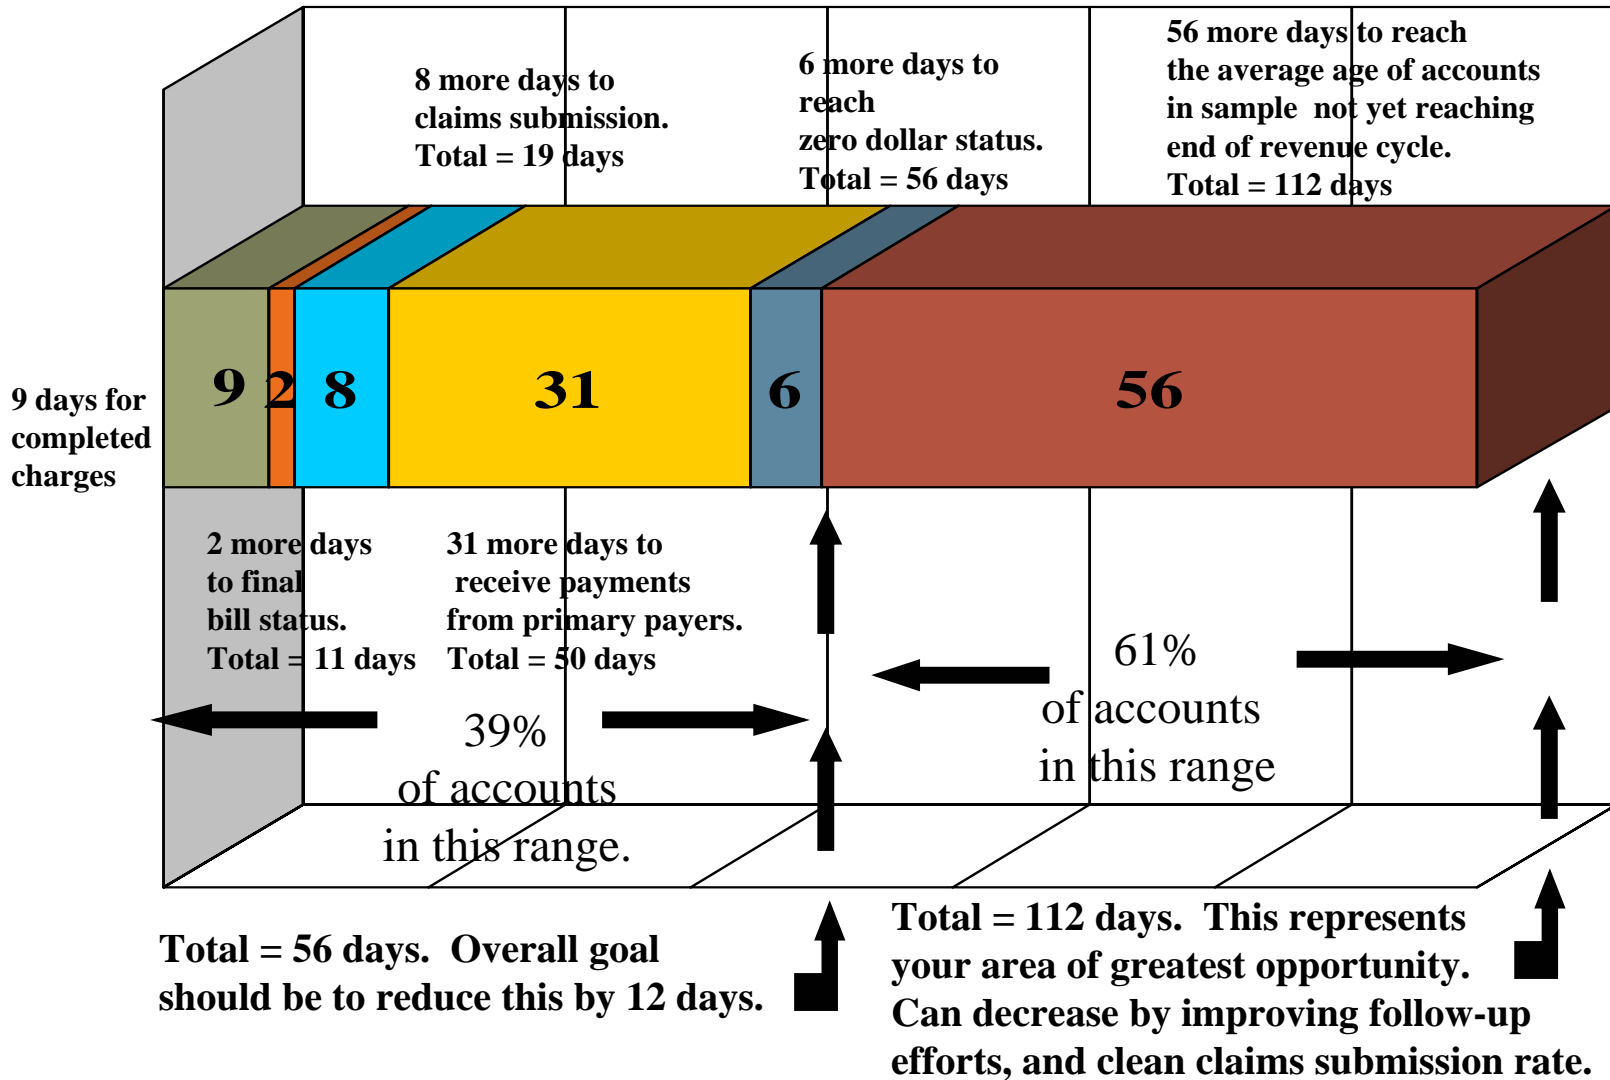 8 more days to
claims submission.
Total = 19 days
6 more days to
reach
zero dollar status.
Total = 56 days
56 more days to reach
the average age of accounts
in sample  not yet reaching
end of revenue cycle.
Total = 112 days
9 days for
completed
charges
9
2
8
31
6
56
2 more days
to final
bill status.
Total = 11 days
31 more days to
receive payments
from primary payers.
Total = 50 days
39%
of accounts
in this range.
61%
of accounts
in this range
Total = 56 days.  Overall goal
should be to reduce this by 12 days.
Total = 112 days.  This represents
your area of greatest opportunity.
Can decrease by improving follow-up
efforts, and clean claims submission rate.